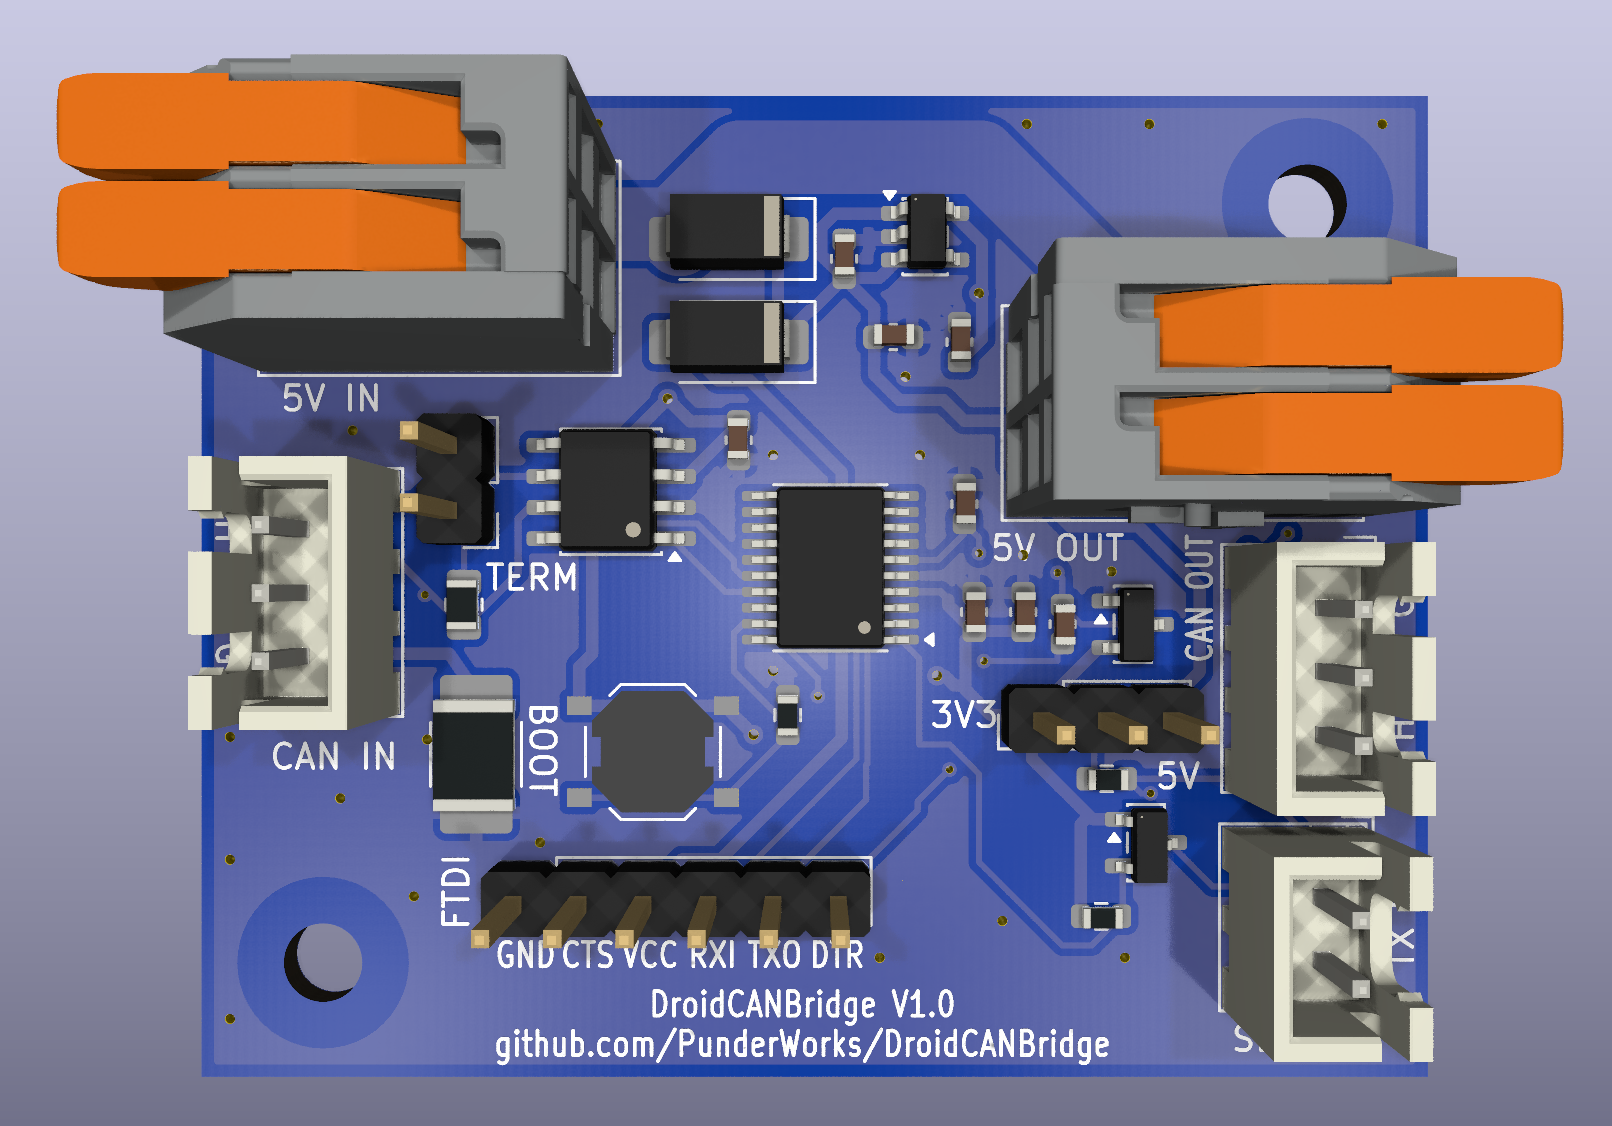 5V IN
H
TERM
5V OUT
CAN OUT
G
G
3V3
H
BOOT
CAN IN
5V
FTDI
TX
GND CTS VCC RXI TXO DTR
DroidCANBridge V1.0
github.com/PunderWorks/DroidCANBridge